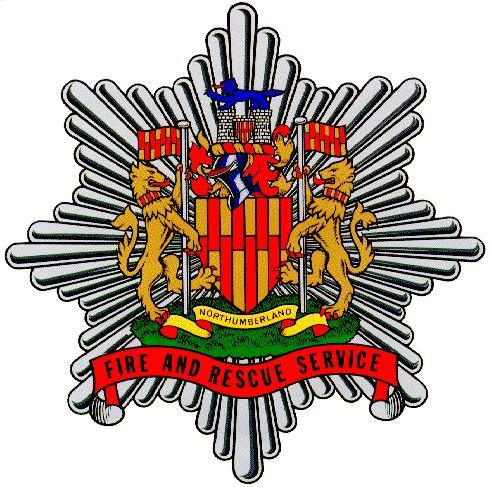 NORTHUMBERLAND
FIRE AND RESCUE SERVICE